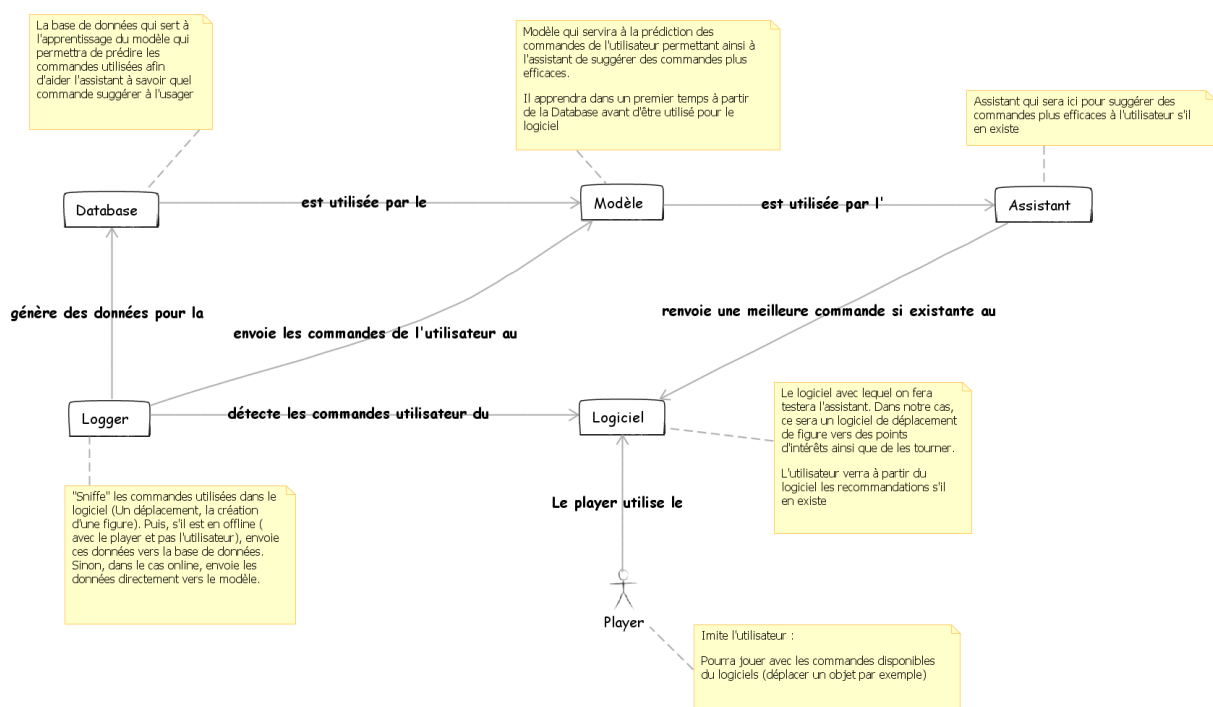 La base de données qui sert à
l'apprentissage du modèle qui
permettra de prédire les
commandes utilisées afin
d'aider l'assistant à savoir quel
commande suggérer à l'usager
Modèle qui servira à la prédiction des
commandes de l'utilisateur permettant ainsi à
l'assistant de suggérer des commandes plus
efficaces.
Il apprendra dans un premier temps à partir
de la Database avant d'être utilisé pour le
logiciel
Assistant qui sera ici pour suggérer des
commandes plus efficaces à l'utilisateur s'il
en existe
Database
est utilisée par le
Modèle
est utilisée par l'
Assistant
génère des données pour la
envoie les commandes de l'utilisateur au
renvoie une meilleure commande si existante au
Logger
détecte les commandes utilisateur du
Logiciel
Le logiciel avec lequel on fera
testera l'assistant. Dans notre cas,
ce sera un logiciel de déplacement
de figure vers des points
d'intérêts ainsi que de les tourner.
L'utilisateur verra à partir du
logiciel les recommandations s'il
en existe
"Sniffe" les commandes utilisées dans le
logiciel (Un déplacement, la création
d'une figure). Puis, s'il est en offline (
avec le player et pas l'utilisateur), envoie
ces données vers la base de données.
Sinon, dans le cas online, envoie les
données directement vers le modèle.
Le player utilise le
Player
Imite l'utilisateur :
Pourra jouer avec les commandes disponibles
du logiciels (déplacer un objet par exemple)